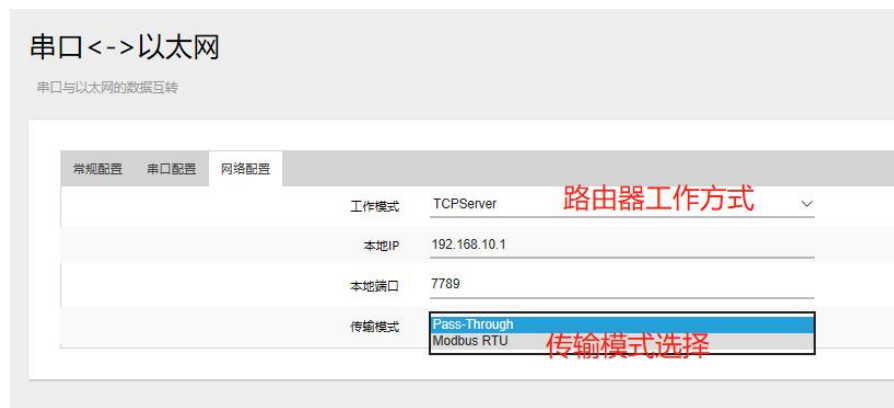 串口<->以太网
串口与以太网的数据互转
常规配置 串口配置 网络配置
工作模式 TCPServer 路由器工作方式
本地IP 192.168.10.1
本地端口 7789
传输模式 Pass-Through
Modbus RTU 传输模式选择